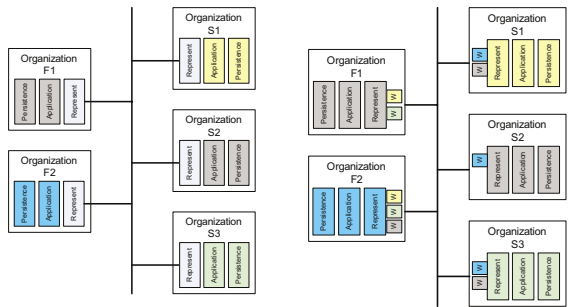 Organization
F1
Persistence
Application
Represent
Organization
F2
Persistence
Application
Represent
Organization
S1
Represent
Application
Persistence
Organization
S2
Represent
Application
Persistence
Organization
S3
Represent
Application
Persistence
Organization
F1
Persistence
Application
Represent
W
W
Organization
F2
Persistence
Application
Represent
W
W
W
Organization
S1
W
W
Represent
Application
Persistence
Organization
S2
W
Represent
Application
Persistence
Organization
S3
W
W
Represent
Application
Persistence